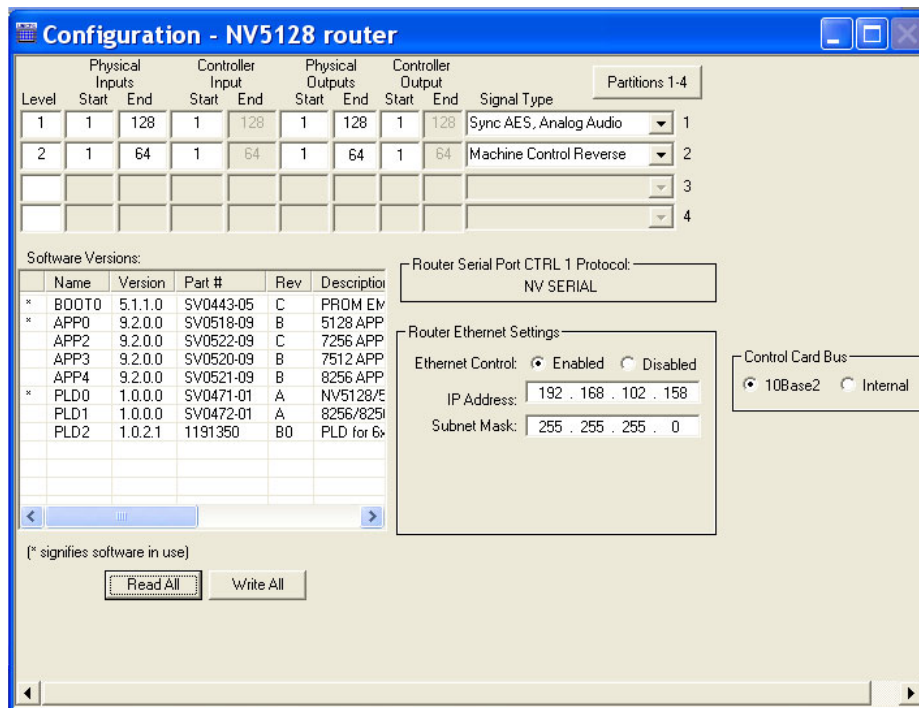 Configuration - NV5128 router
Physical Inputs Controller Input Physical Outputs Controller Output
Level Start End Start End Start End Start End Signal Type Partitions 1-4
1 1 128 1 128 1 128 1 128 Sync AES, Analog Audio 1
2 1 64 1 64 1 64 1 64 Machine Control Reverse 2
3
4
Software Versions:
Name Version Part # Rev Description
* BOOT0 5.1.1.0 SV0443-05 C PROM EM
* APP0 9.2.0.0 SV0518-09 B 5128 APP
APP2 9.2.0.0 SV0522-09 C 7256 APP
APP3 9.2.0.0 SV0520-09 B 7512 APP
APP4 9.2.0.0 SV0521-09 B 8256 APP
* PLD0 1.0.0.0 SV0471-01 A NV5128/5
PLD1 1.0.0.0 SV0472-01 A 8256/825
PLD2 1.0.2.1 1191350 B0 PLD for 6x
(* signifies software in use)
Read All Write All
Router Serial Port CTRL 1 Protocol:
NV SERIAL
Router Ethernet Settings
Ethernet Control: Enabled Disabled
IP Address: 192 . 168 . 102 . 158
Subnet Mask: 255 . 255 . 255 . 0
Control Card Bus
10Base2 Internal